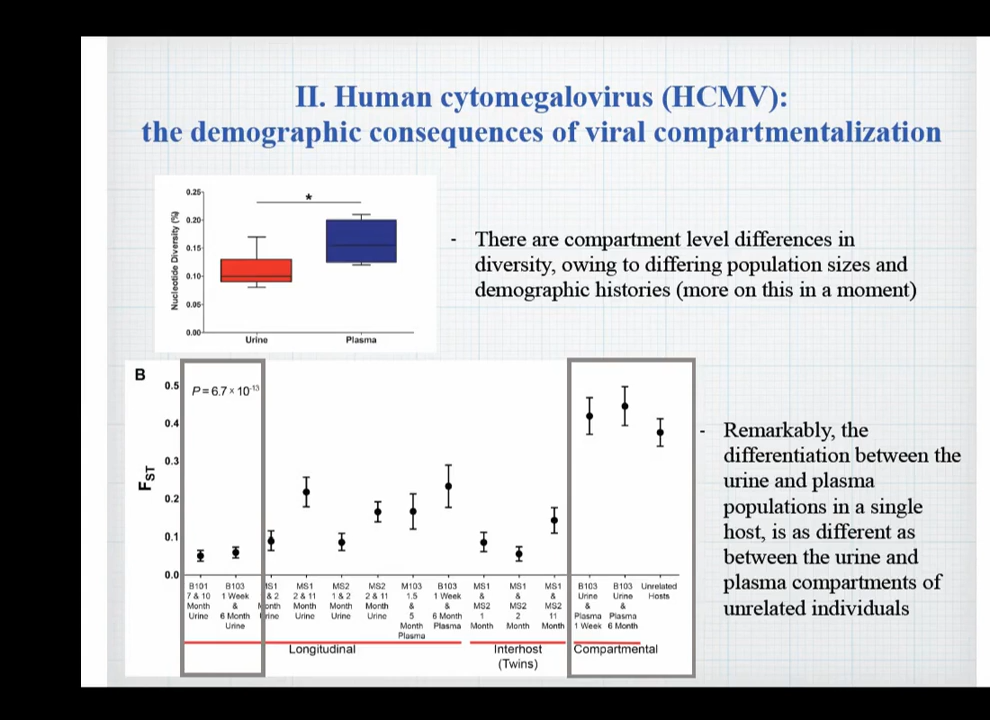 II. Human cytomegalovirus (HCMV):
the demographic consequences of viral compartmentalization
Nucleotide Diversity (%)
0.25
0.20
0.15
0.10
0.05
0.00
*
Urine
Plasma
- There are compartment level differences in
diversity, owing to differing population sizes and
demographic histories (more on this in a moment)
B
P = 6.7 × 10⁻¹³
FST
0.5
0.4
0.3
0.2
0.1
0.0
B101
7 & 10
Month
Urine
B103
1 Week
&
6 Month
Urine
MS1
1 & 2
Month
Urine
MS1
2 & 11
Month
Urine
MS2
1 & 2
Month
Urine
MS2
2 & 11
Month
Urine
M103
1.5
&
5
Month
Plasma
B103
1 Week
&
6 Month
Plasma
MS1
&
MS2
1
Month
MS1
&
MS2
2
Month
MS1
&
MS2
11
Month
B103
Urine
&
Plasma
1 Week
B103
Urine
&
Plasma
6 Month
Unrelated
Hosts
Longitudinal
Interhost
(Twins)
Compartmental
- Remarkably, the
differentiation between the
urine and plasma
populations in a single
host, is as different as
between the urine and
plasma compartments of
unrelated individuals